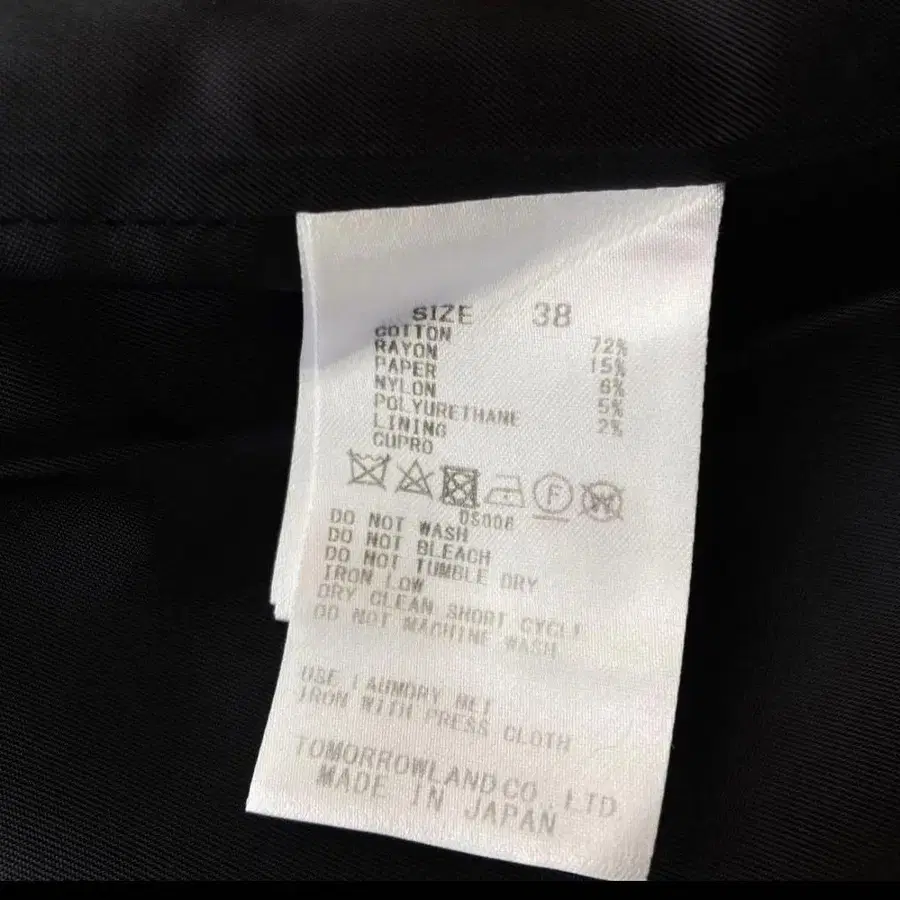 SIZE 38
COTTON 72%
RAYON 15%
PAPER 6%
NYLON 5%
POLYURETHANE 2%
LINING
CUPRO
F
W
DS006
DO NOT WASH
DO NOT BLEACH
DO NOT TUMBLE DRY
IRON LOW
DRY CLEAN SHORT CYCLE
DO NOT MACHINE WASH
USE LAUNDRY NET
IRON WITH PRESS CLOTH
TOMORROWLAND CO., LTD.
MADE IN JAPAN